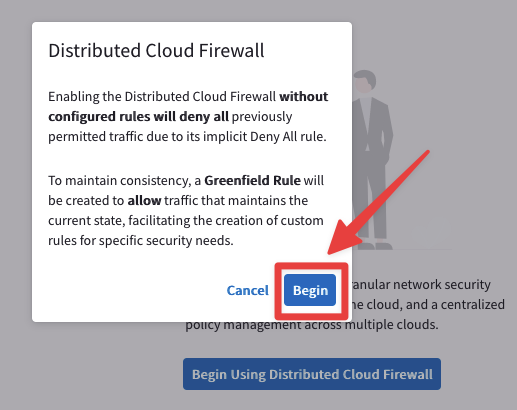 Distributed Cloud Firewall
Enabling the Distributed Cloud Firewall without
configured rules will deny all previously
permitted traffic due to its implicit Deny All rule.
To maintain consistency, a Greenfield Rule will
be created to allow traffic that maintains the
current state, facilitating the creation of custom
rules for specific security needs.
Cancel Begin
ranular network security
ne cloud, and a centralized
policy management across multiple clouds.
Begin Using Distributed Cloud Firewall